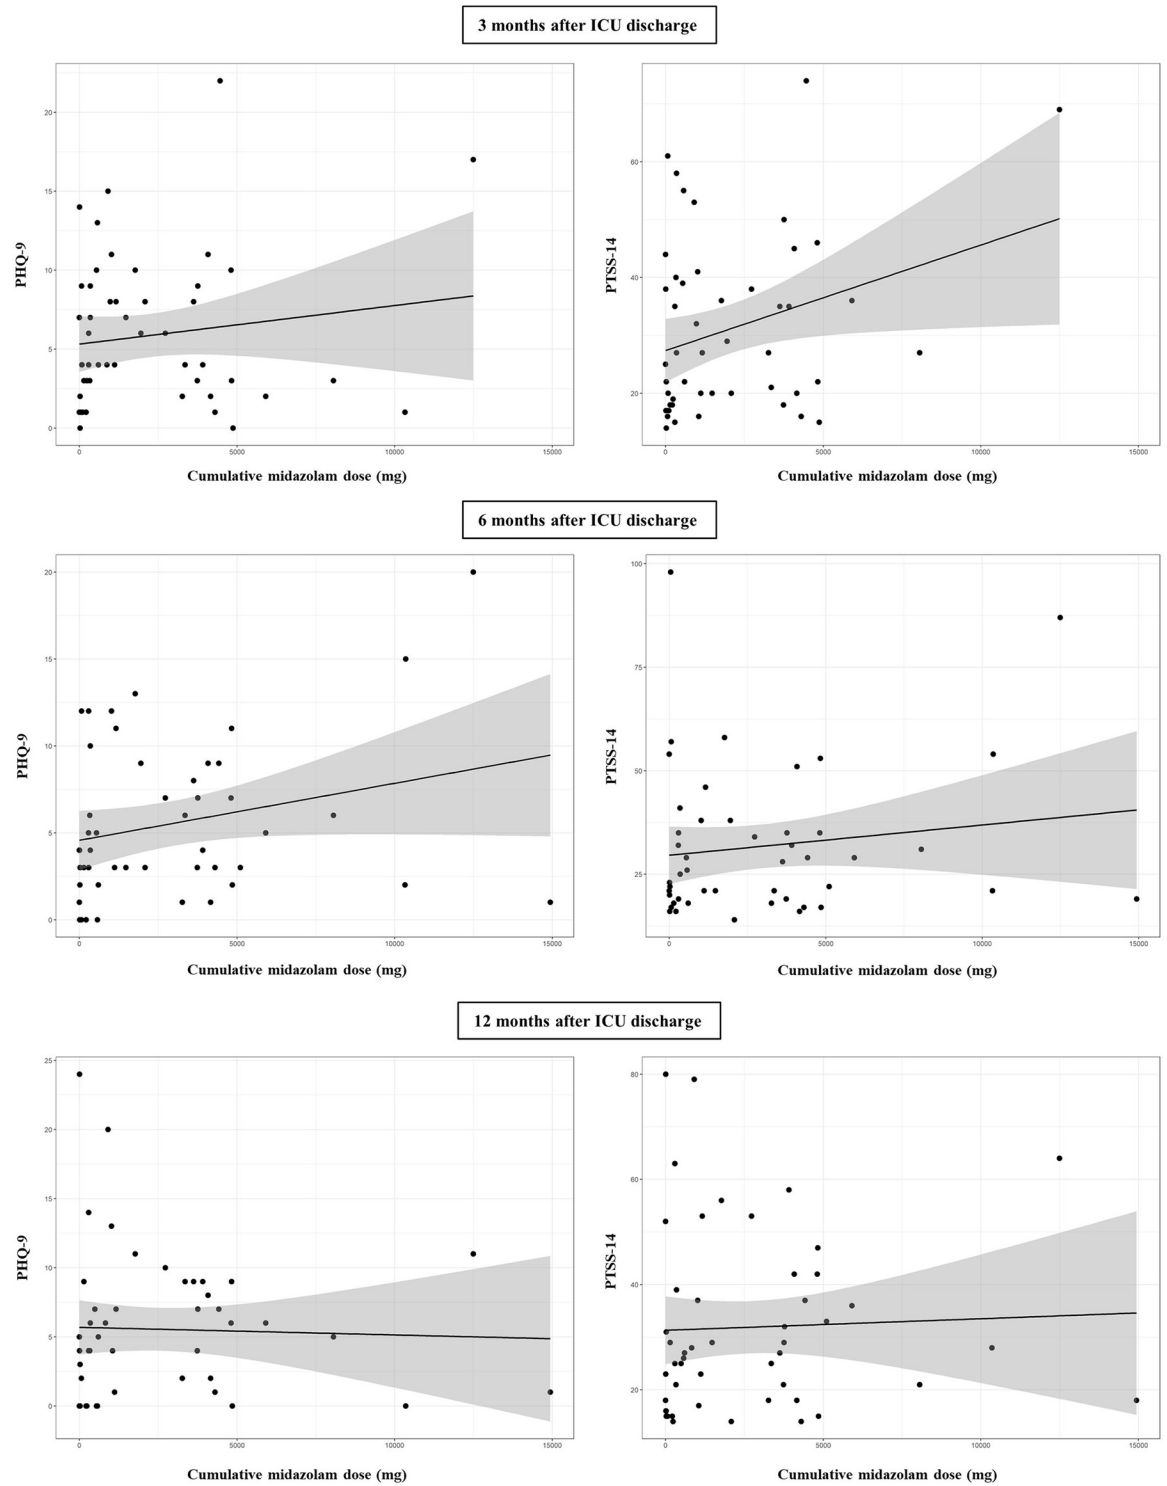 3 months after ICU discharge
PHQ-9
20
15
10
5
0
0 5000 10000 15000
Cumulative midazolam dose (mg)
PTSS-14
60
40
20
0 5000 10000 15000
Cumulative midazolam dose (mg)
6 months after ICU discharge
PHQ-9
20
15
10
5
0
0 5000 10000 15000
Cumulative midazolam dose (mg)
PTSS-14
100
75
50
25
0 5000 10000 15000
Cumulative midazolam dose (mg)
12 months after ICU discharge
PHQ-9
25
20
15
10
5
0
0 5000 10000 15000
Cumulative midazolam dose (mg)
PTSS-14
80
60
40
20
0 5000 10000 15000
Cumulative midazolam dose (mg)